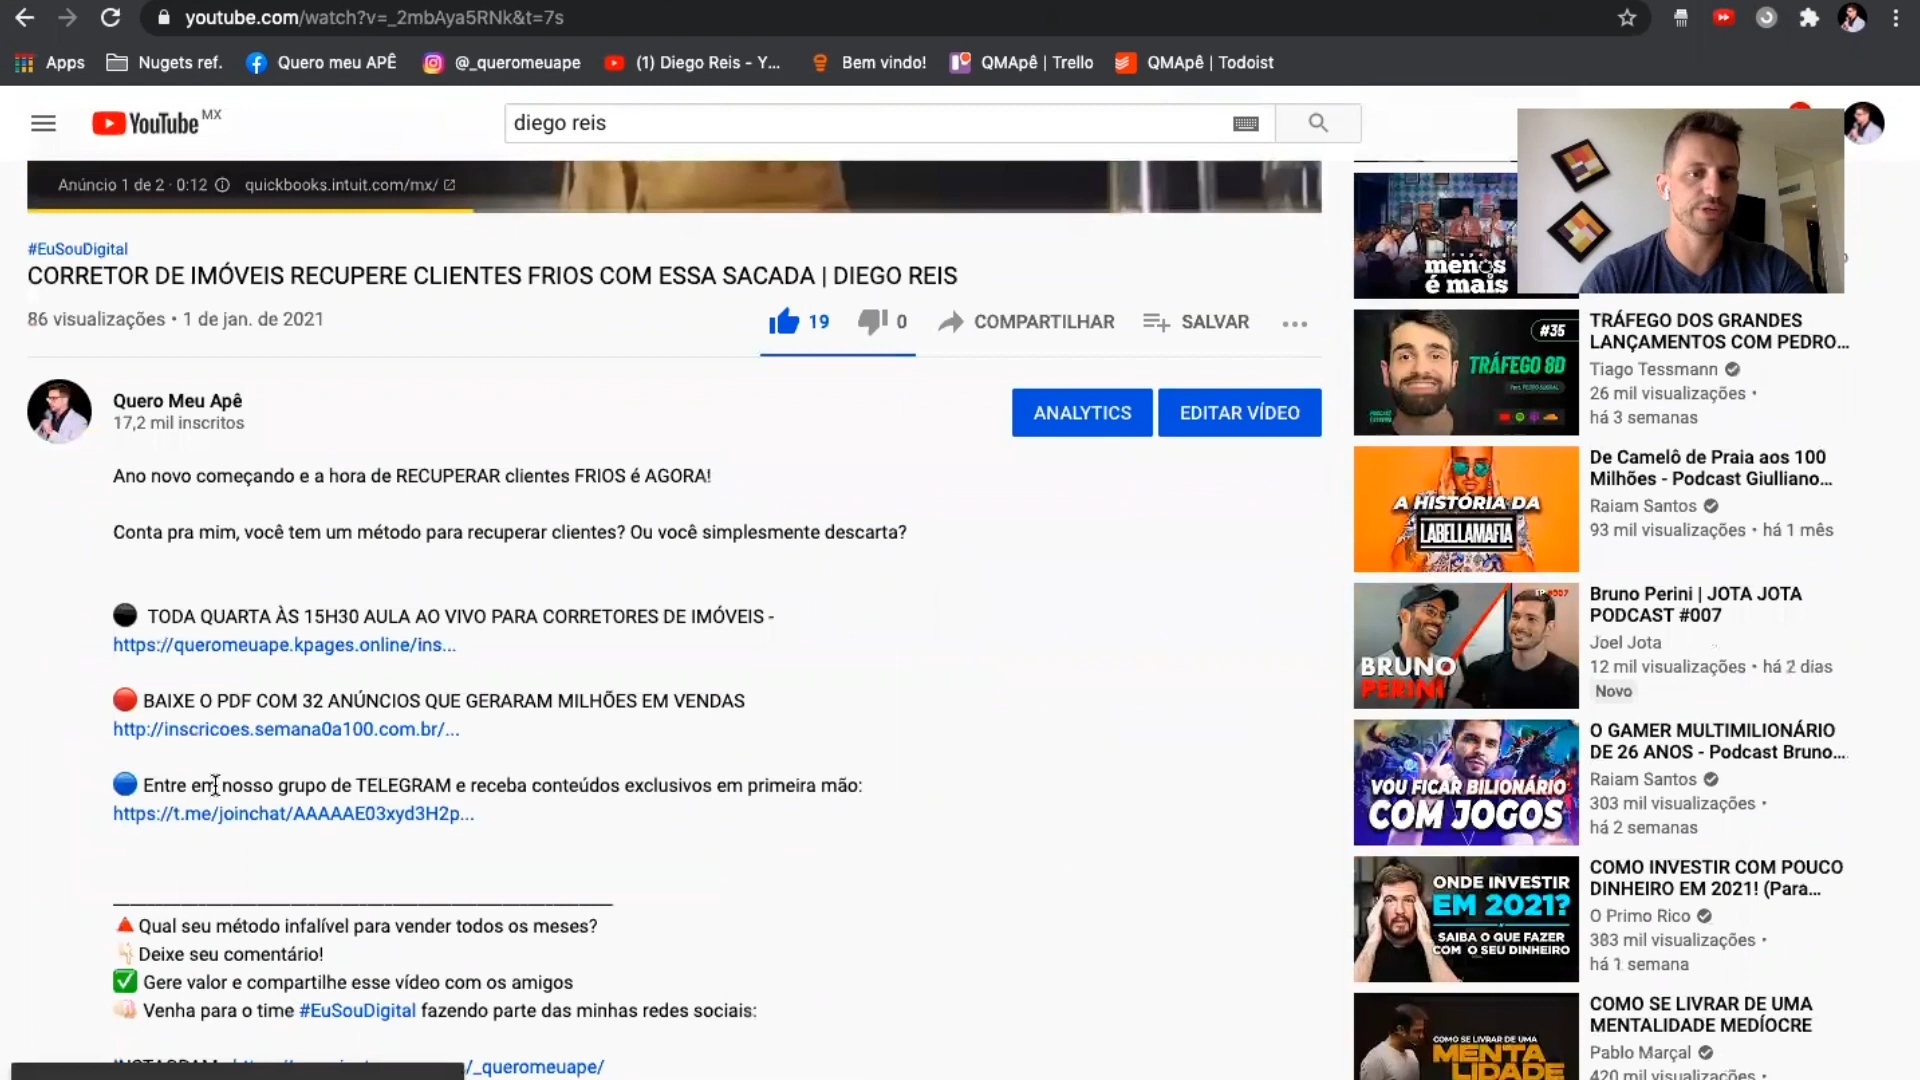 youtube.com/watch?v=_2mbAya5RNk&t=7s
Apps
Nugets ref.
Quero meu APÊ
@_queromeuape
(1) Diego Reis - Y...
Bem vindo!
QMApê | Trello
QMApê | Todoist
YouTube MX
diego reis
Anúncio 1 de 2 · 0:12
quickbooks.intuit.com/mx/
#EuSouDigital
CORRETOR DE IMÓVEIS RECUPERE CLIENTES FRIOS COM ESSA SACADA | DIEGO REIS
86 visualizações • 1 de jan. de 2021
19
0
COMPARTILHAR
SALVAR
Quero Meu Apê
17,2 mil inscritos
ANALYTICS
EDITAR VÍDEO
Ano novo começando e a hora de RECUPERAR clientes FRIOS é AGORA!
Conta pra mim, você tem um método para recuperar clientes? Ou você simplesmente descarta?
TODA QUARTA ÀS 15H30 AULA AO VIVO PARA CORRETORES DE IMÓVEIS -
https://queromeuape.kpages.online/ins...
BAIXE O PDF COM 32 ANÚNCIOS QUE GERARAM MILHÕES EM VENDAS
http://inscricoes.semana0a100.com.br/...
Entre em nosso grupo de TELEGRAM e receba conteúdos exclusivos em primeira mão:
https://t.me/joinchat/AAAAAE03xyd3H2p...
Qual seu método infalível para vender todos os meses?
Deixe seu comentário!
Gere valor e compartilhe esse vídeo com os amigos
Venha para o time #EuSouDigital fazendo parte das minhas redes sociais:
/_queromeuape/
menos
é mais
#35
TRÁFEGO 8D
TRÁFEGO DOS GRANDES
LANÇAMENTOS COM PEDRO...
Tiago Tessmann
26 mil visualizações •
há 3 semanas
A HISTÓRIA DA
LABELLAMAFIA
De Camelô de Praia aos 100
Milhões - Podcast Giulliano...
Raiam Santos
93 mil visualizações • há 1 mês
BRUNO
PERINI
Bruno Perini | JOTA JOTA
PODCAST #007
Joel Jota
12 mil visualizações • há 2 dias
Novo
VOU FICAR BILIONÁRIO
COM JOGOS
O GAMER MULTIMILIONÁRIO
DE 26 ANOS - Podcast Bruno...
Raiam Santos
303 mil visualizações •
há 2 semanas
ONDE INVESTIR
EM 2021?
SAIBA O QUE FAZER
COM O SEU DINHEIRO
COMO INVESTIR COM POUCO
DINHEIRO EM 2021! (Para...
O Primo Rico
383 mil visualizações •
há 1 semana
COMO SE LIVRAR DE UMA
MENTALIDADE
COMO SE LIVRAR DE UMA
MENTALIDADE MEDÍOCRE
Pablo Marçal
420 mil visualizações •